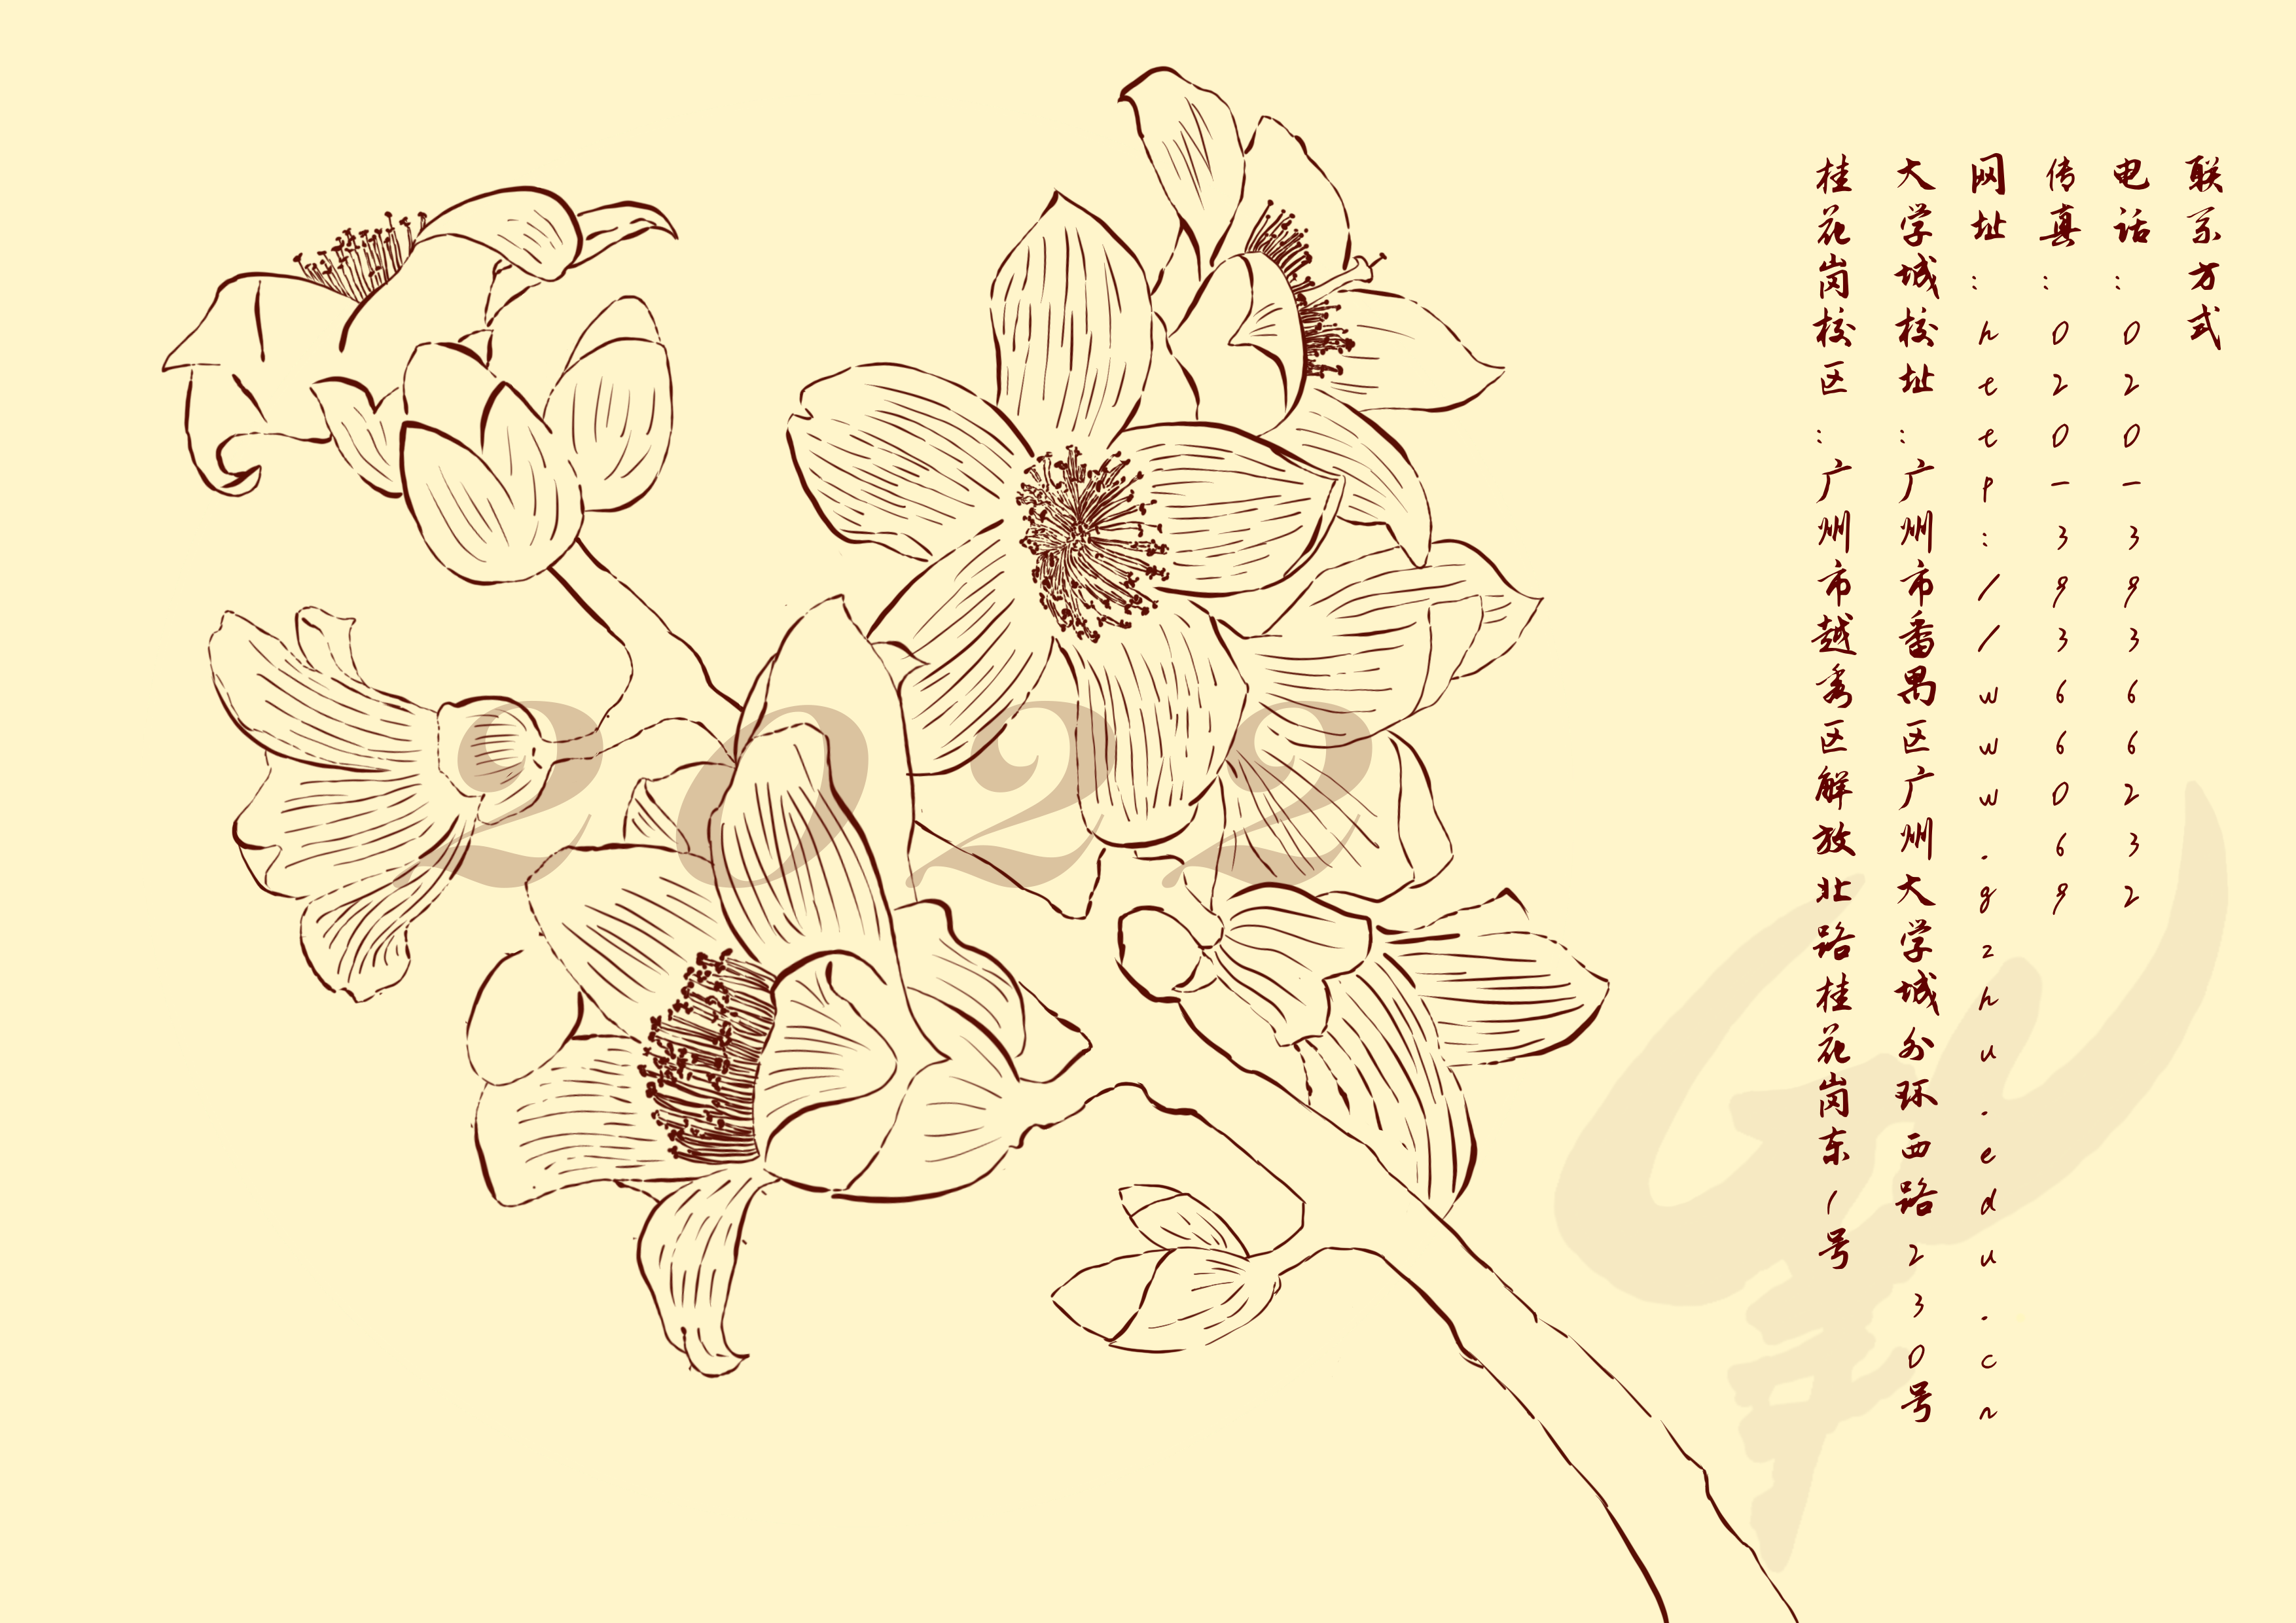 联系方式
电话:020-39366232
传真:020-39366069
网址:http://www.gzhu.edu.cn
大学城校址:广州市番禺区广州大学城外环西路230号
桂花岗校区:广州市越秀区解放北路桂花岗东1号
2022